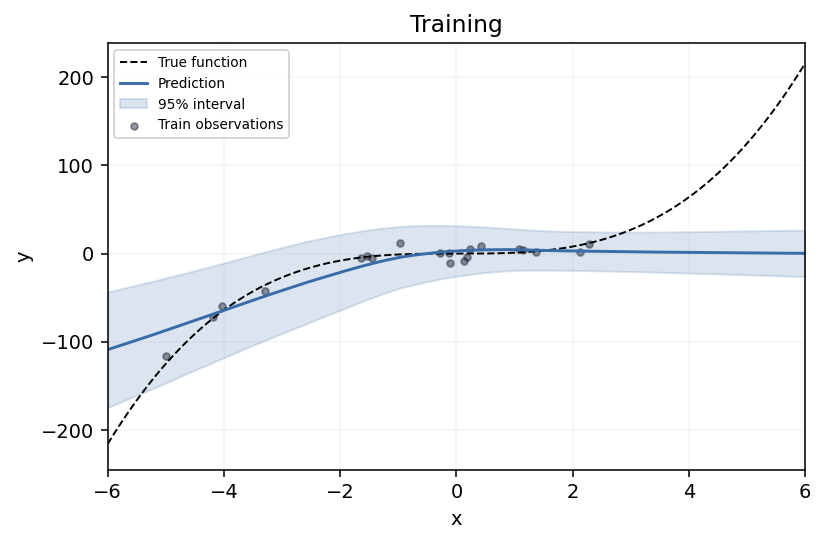 Training
True function
Prediction
95% interval
Train observations
200
100
0
−100
−200
y
−6
−4
−2
0
2
4
6
x